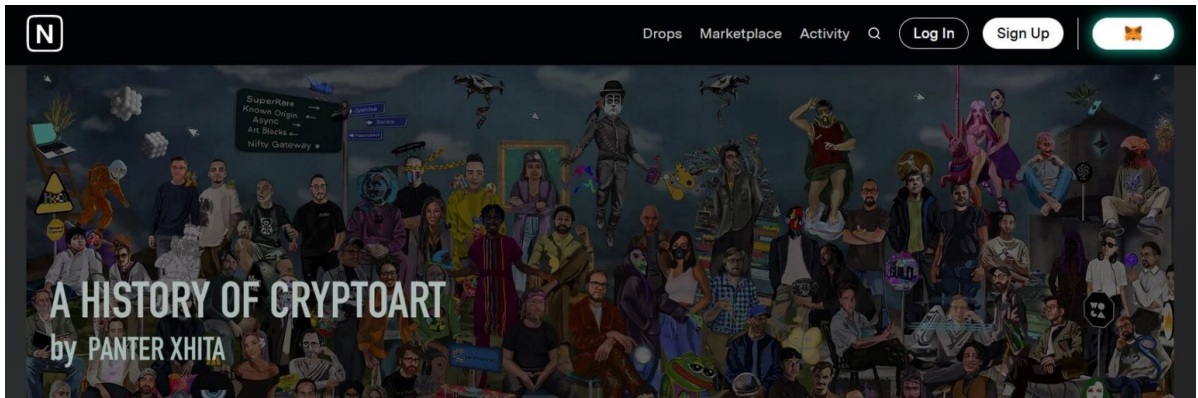 N
Drops Marketplace Activity Log In Sign Up
SuperRare
Known Origin
Async
Art Blocks
Nifty Gateway
A HISTORY OF CRYPTOART
by PANTER XHITA